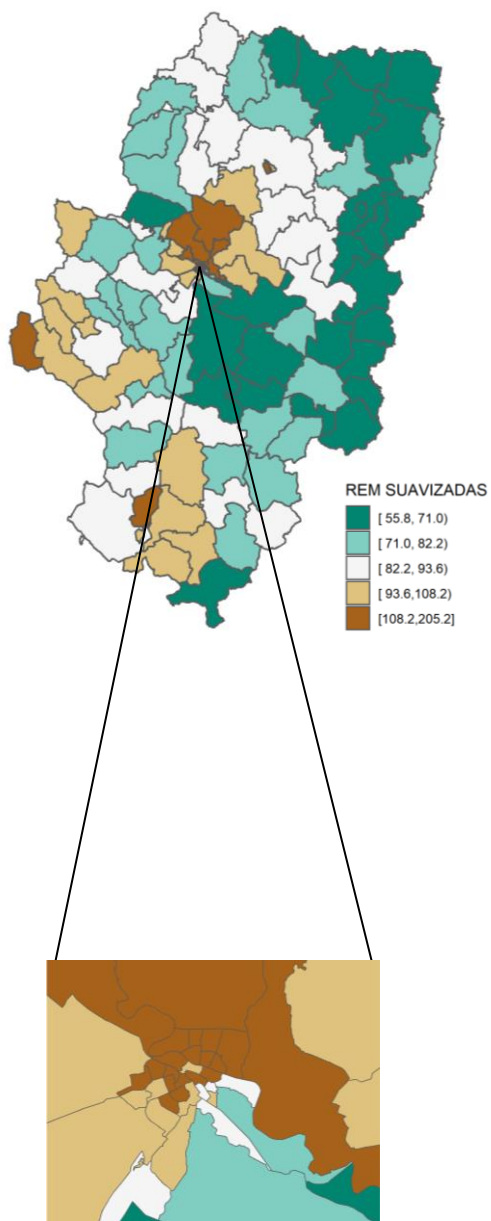 REM SUAVIZADAS
[ 55.8, 71.0)
[ 71.0, 82.2)
[ 82.2, 93.6)
[ 93.6,108.2)
[108.2,205.2]